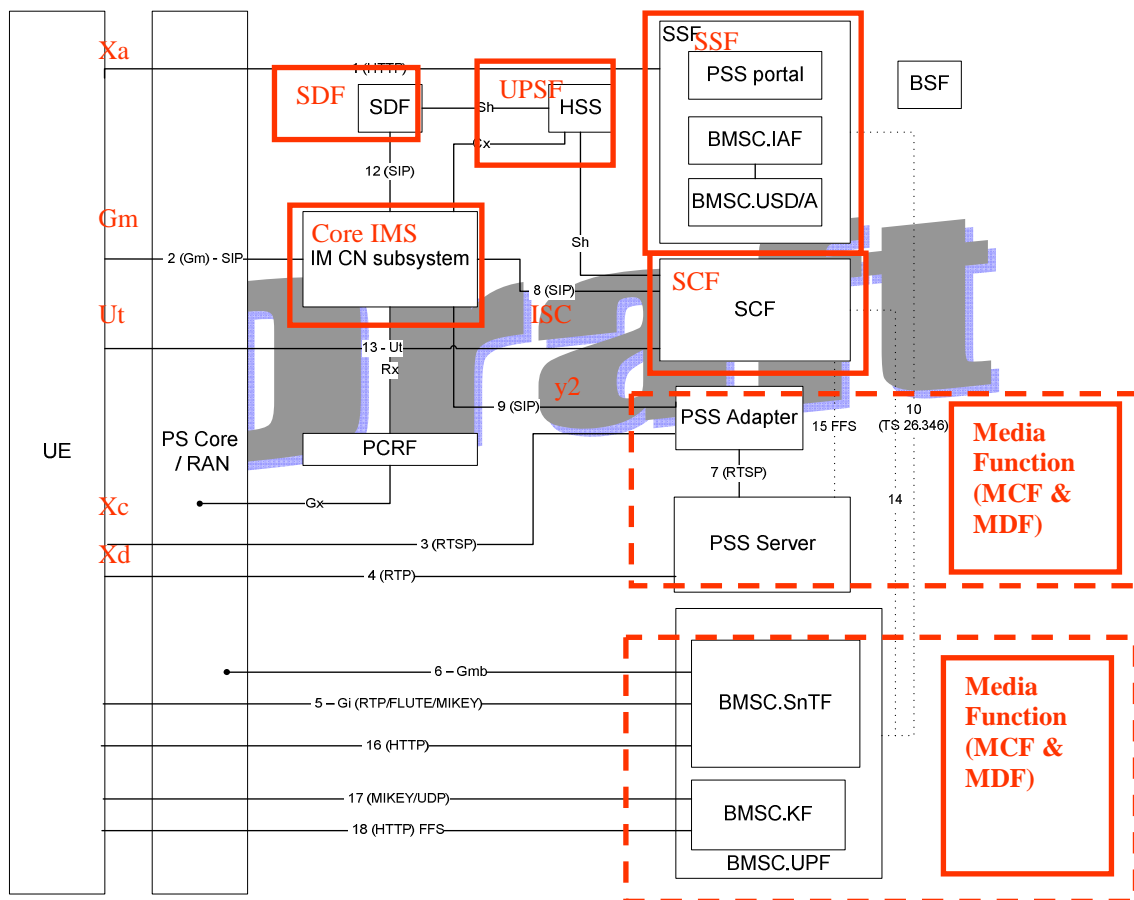 Xa
1 (HTTP)
SDF
SDF
Sh
UPSF
HSS
Cx
SSF
SSF
PSS portal
BMSC.IAF
BMSC.USD/A
BSF
12 (SIP)
Gm
2 (Gm) - SIP
Core IMS
IM CN subsystem
Sh
8 (SIP)
ISC
SCF
SCF
Ut
13 - Ut
Rx
Draft
y2
9 (SIP)
PSS Adapter
15 FFS
10
(TS 26.346)
Media
Function
(MCF &
MDF)
UE
PS Core
/ RAN
PCRF
7 (RTSP)
Xc
Gx
14
3 (RTSP)
PSS Server
Xd
4 (RTP)
6 – Gmb
5 – Gi (RTP/FLUTE/MIKEY)
BMSC.SnTF
16 (HTTP)
Media
Function
(MCF &
MDF)
17 (MIKEY/UDP)
BMSC.KF
18 (HTTP) FFS
BMSC.UPF